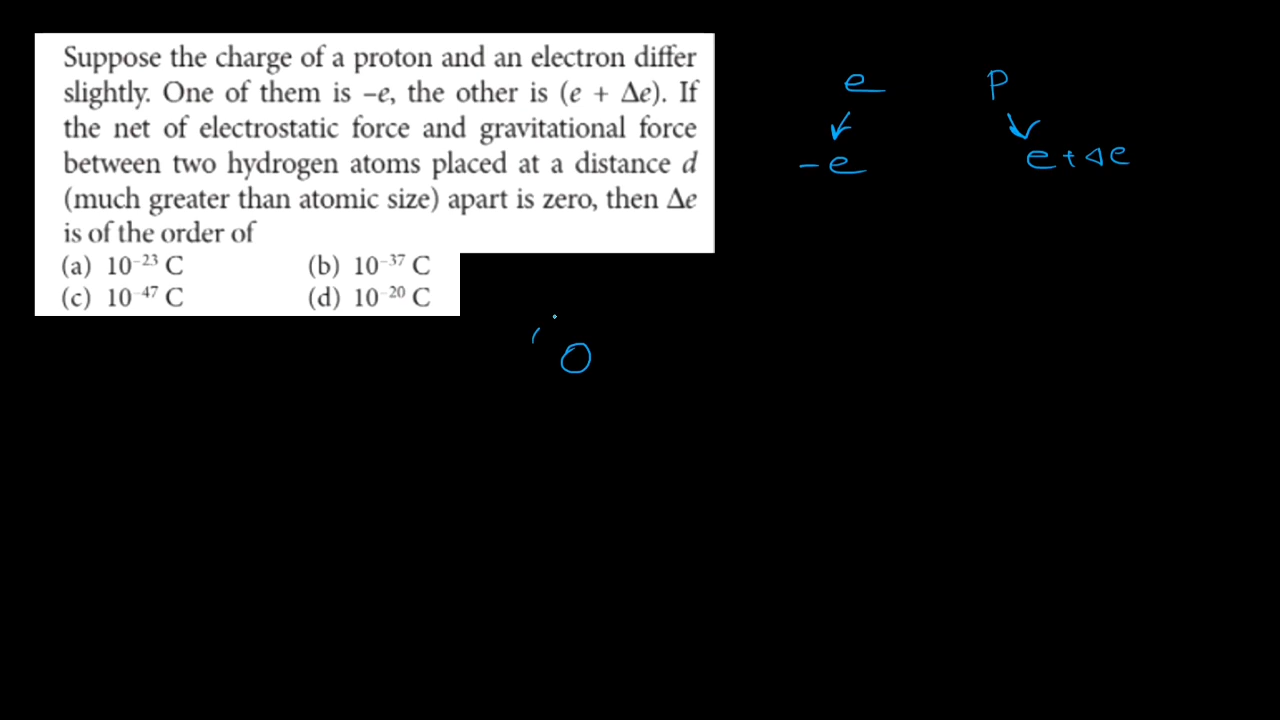 Suppose the charge of a proton and an electron differ
slightly. One of them is –e, the other is (e + Δe). If
the net of electrostatic force and gravitational force
between two hydrogen atoms placed at a distance d
(much greater than atomic size) apart is zero, then Δe
is of the order of
(a) 10⁻²³ C (b) 10⁻³⁷ C
(c) 10⁻⁴⁷ C (d) 10⁻²⁰ C
e p
-e e+Δe
O